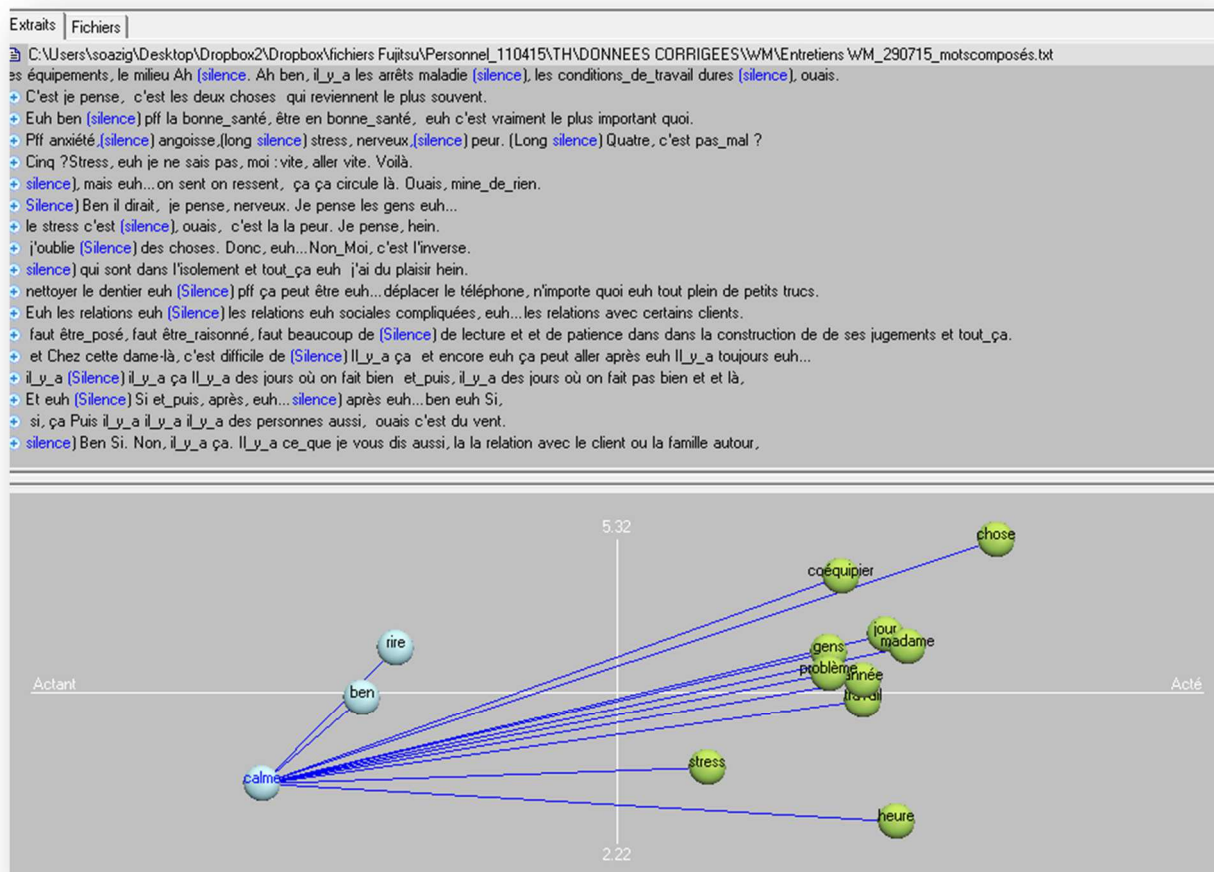 Extraits Fichiers
C:\Users\soazig\Desktop\Dropbox2\Dropbox\fichiers Fujitsu\Personnel_110415\TH\DONNEES CORRIGEES\WM\Entretiens WM_290715_motscomposés.txt
es équipements, le milieu Ah (silence. Ah ben, il_y_a les arrêts maladie (silence), les conditions_de_travail dures (silence), ouais.
C'est je pense, c'est les deux choses qui reviennent le plus souvent.
Euh ben (silence) pff la bonne_santé, être en bonne_santé, euh c'est vraiment le plus important quoi.
Pff anxiété,(silence) angoisse,(long silence) stress, nerveux,(silence) peur. (Long silence) Quatre, c'est pas_mal ?
Cinq ?Stress, euh je ne sais pas, moi : vite, aller vite. Voilà.
silence), mais euh...on sent on ressent, ça ça circule là. Ouais, mine_de_rien.
Silence) Ben il dirait, je pense, nerveux. Je pense les gens euh...
le stress c'est (silence), ouais, c'est la la peur. Je pense, hein.
j'oublie (Silence) des choses. Donc, euh...Non_Moi, c'est l'inverse.
silence) qui sont dans l'isolement et tout_ça euh j'ai du plaisir hein.
nettoyer le dentier euh (Silence) pff ça peut être euh...déplacer le téléphone, n'importe quoi euh tout plein de petits trucs.
Euh les relations euh (Silence) les relations euh sociales compliquées, euh...les relations avec certains clients.
faut être_posé, faut être_raisonné, faut beaucoup de (Silence) de lecture et et de patience dans dans la construction de de ses jugements et tout_ça.
et Chez cette dame-là, c'est difficile de (Silence) Il_y_a ça et encore euh ça peut aller après euh Il_y_a toujours euh...
il_y_a (Silence) il_y_a ça Il_y_a des jours où on fait bien et_puis, il_y_a des jours où on fait pas bien et et là,
Et euh (Silence) Si et_puis, après, euh...silence) après euh...ben euh Si,
si, ça Puis il_y_a il_y_a il_y_a des personnes aussi, ouais c'est du vent.
silence) Ben Si. Non, il_y_a ça. Il_y_a ce_que je vous dis aussi, la la relation avec le client ou la famille autour,
5.32
chose
coéquipier
rire
jour
gens madame
problème année
Actant
Acté
ben
travail
stress
calme
heure
2.22